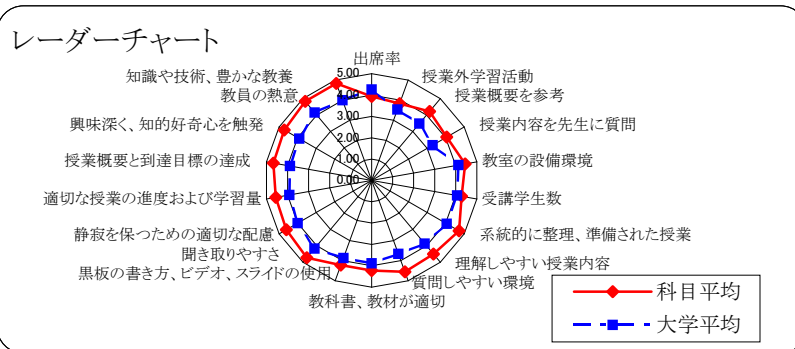 レーダーチャート
出席率
授業外学習活動
授業概要を参考
授業内容を先生に質問
教室の設備環境
受講学生数
系統的に整理、準備された授業
理解しやすい授業内容
質問しやすい環境
教科書、教材が適切
黒板の書き方、ビデオ、スライドの使用
聞き取りやすさ
静寂を保つための適切な配慮
適切な授業の進度および学習量
授業概要と到達目標の達成
興味深く、知的好奇心を触発
教員の熱意
知識や技術、豊かな教養
5.00
4.00
3.00
2.00
1.00
0.00
科目平均
大学平均